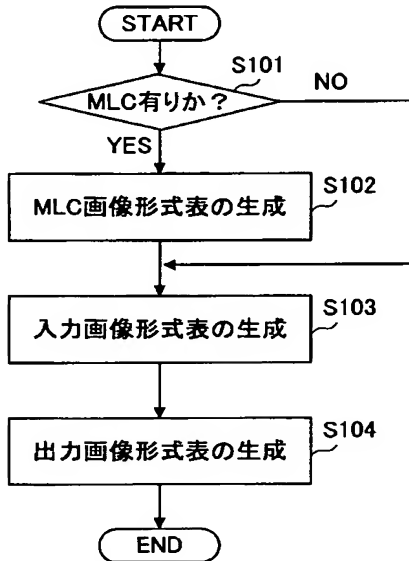 START
S101
MLC有りか？
NO
YES
S102
MLC画像形式表の生成
S103
入力画像形式表の生成
S104
出力画像形式表の生成
END